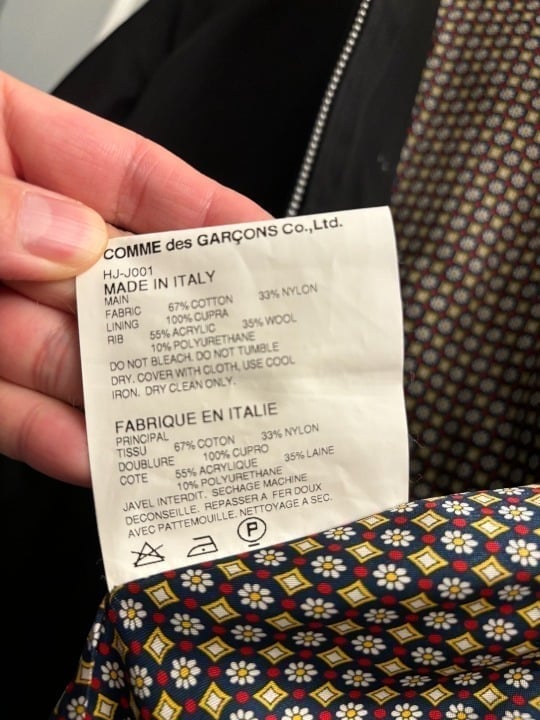 COMME des GARÇONS Co.,Ltd.
HJ-J001
MADE IN ITALY
MAIN
FABRIC 67% COTTON 33% NYLON
LINING 100% CUPRA
RIB 55% ACRYLIC 35% WOOL
10% POLYURETHANE
DO NOT BLEACH. DO NOT TUMBLE
DRY. COVER WITH CLOTH, USE COOL
IRON. DRY CLEAN ONLY.
FABRIQUE EN ITALIE
PRINCIPAL
TISSU 67% COTON 33% NYLON
DOUBLURE 100% CUPRO
COTE 55% ACRYLIQUE 35% LAINE
10% POLYURETHANE
JAVEL INTERDIT. SECHAGE MACHINE
DECONSEILLE. REPASSER A FER DOUX
AVEC PATTEMOUILLE. NETTOYAGE A SEC.
P